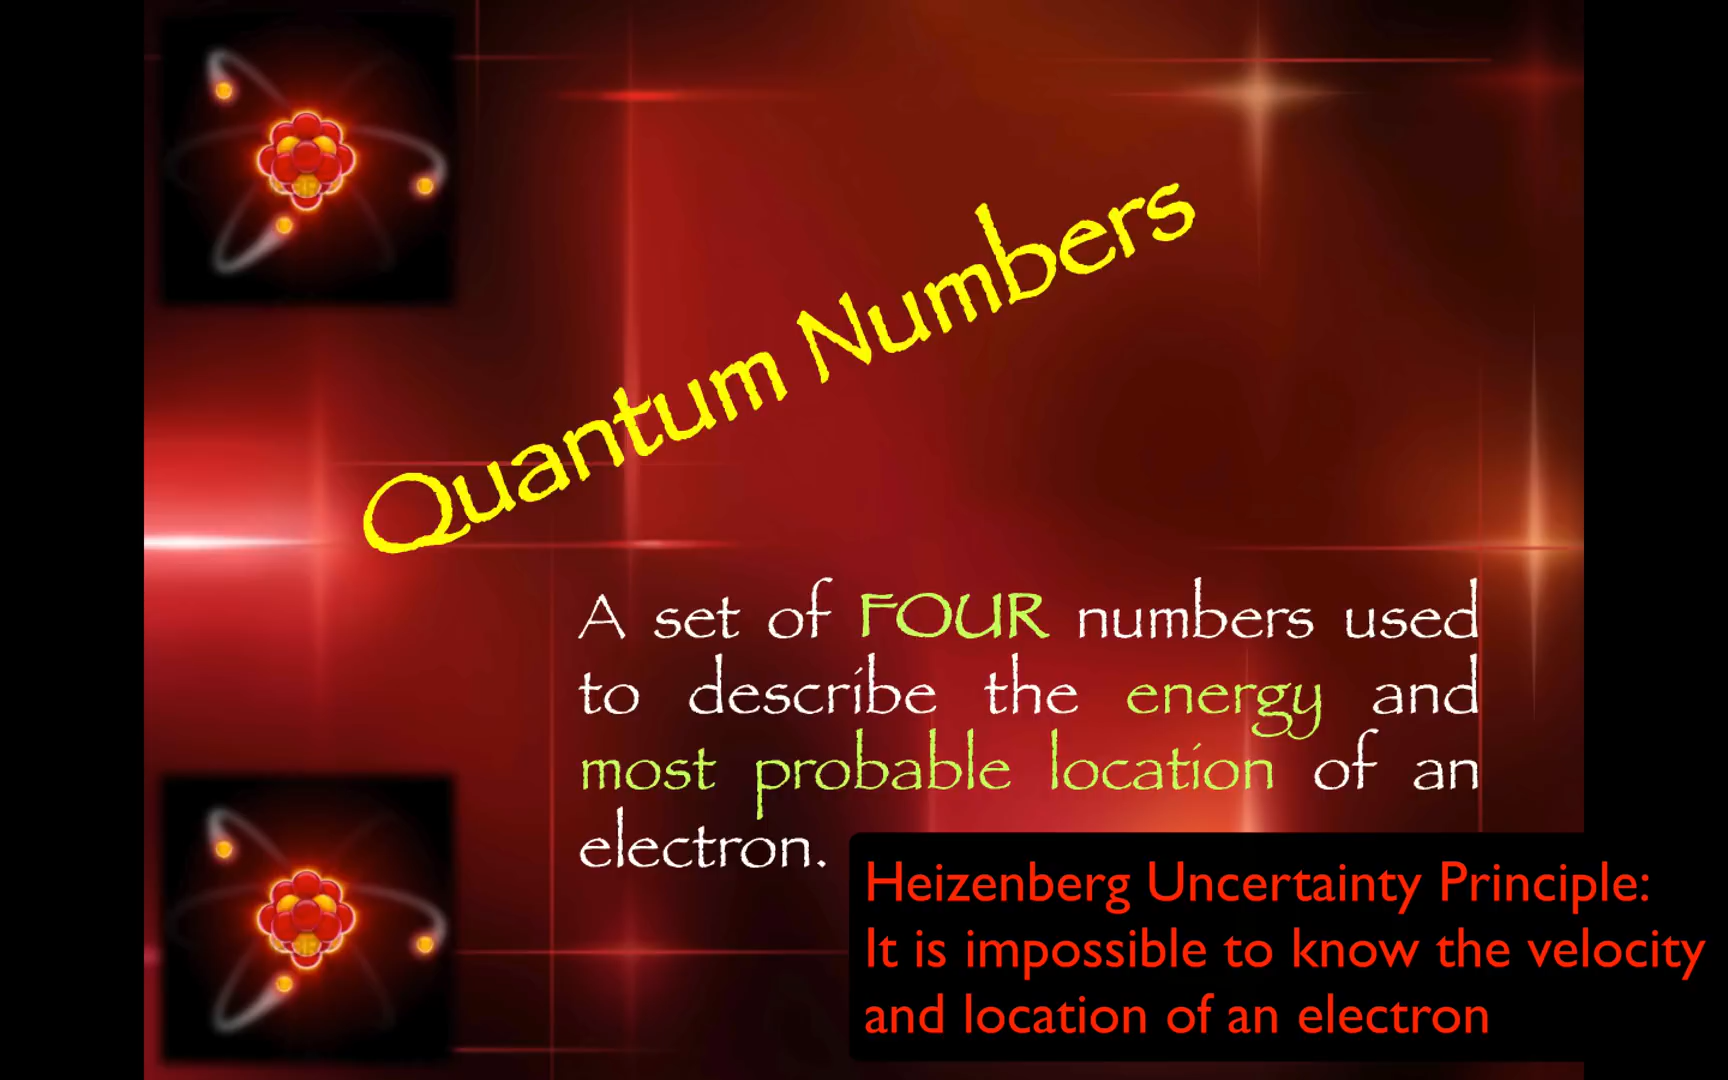 Quantum Numbers
A set of FOUR numbers used
to describe the energy and
most probable location of an
electron.
Heizenberg Uncertainty Principle:
It is impossible to know the velocity
and location of an electron